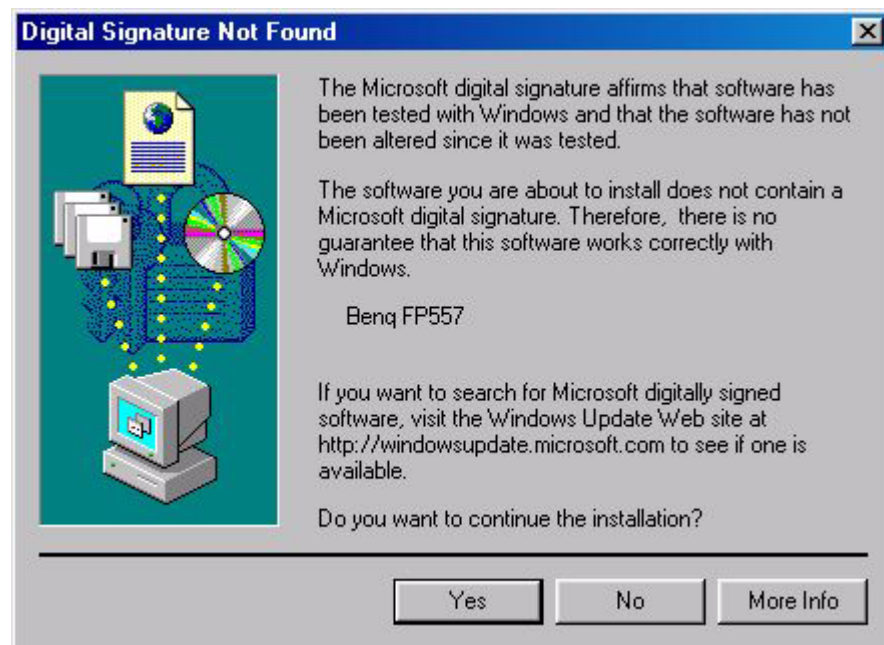 Digital Signature Not Found
The Microsoft digital signature affirms that software has
been tested with Windows and that the software has not
been altered since it was tested.
The software you are about to install does not contain a
Microsoft digital signature. Therefore,  there is no
guarantee that this software works correctly with
Windows.
Benq FP557
If you want to search for Microsoft digitally signed
software, visit the Windows Update Web site at
http://windowsupdate.microsoft.com to see if one is
available.
Do you want to continue the installation?
Yes
No
More Info